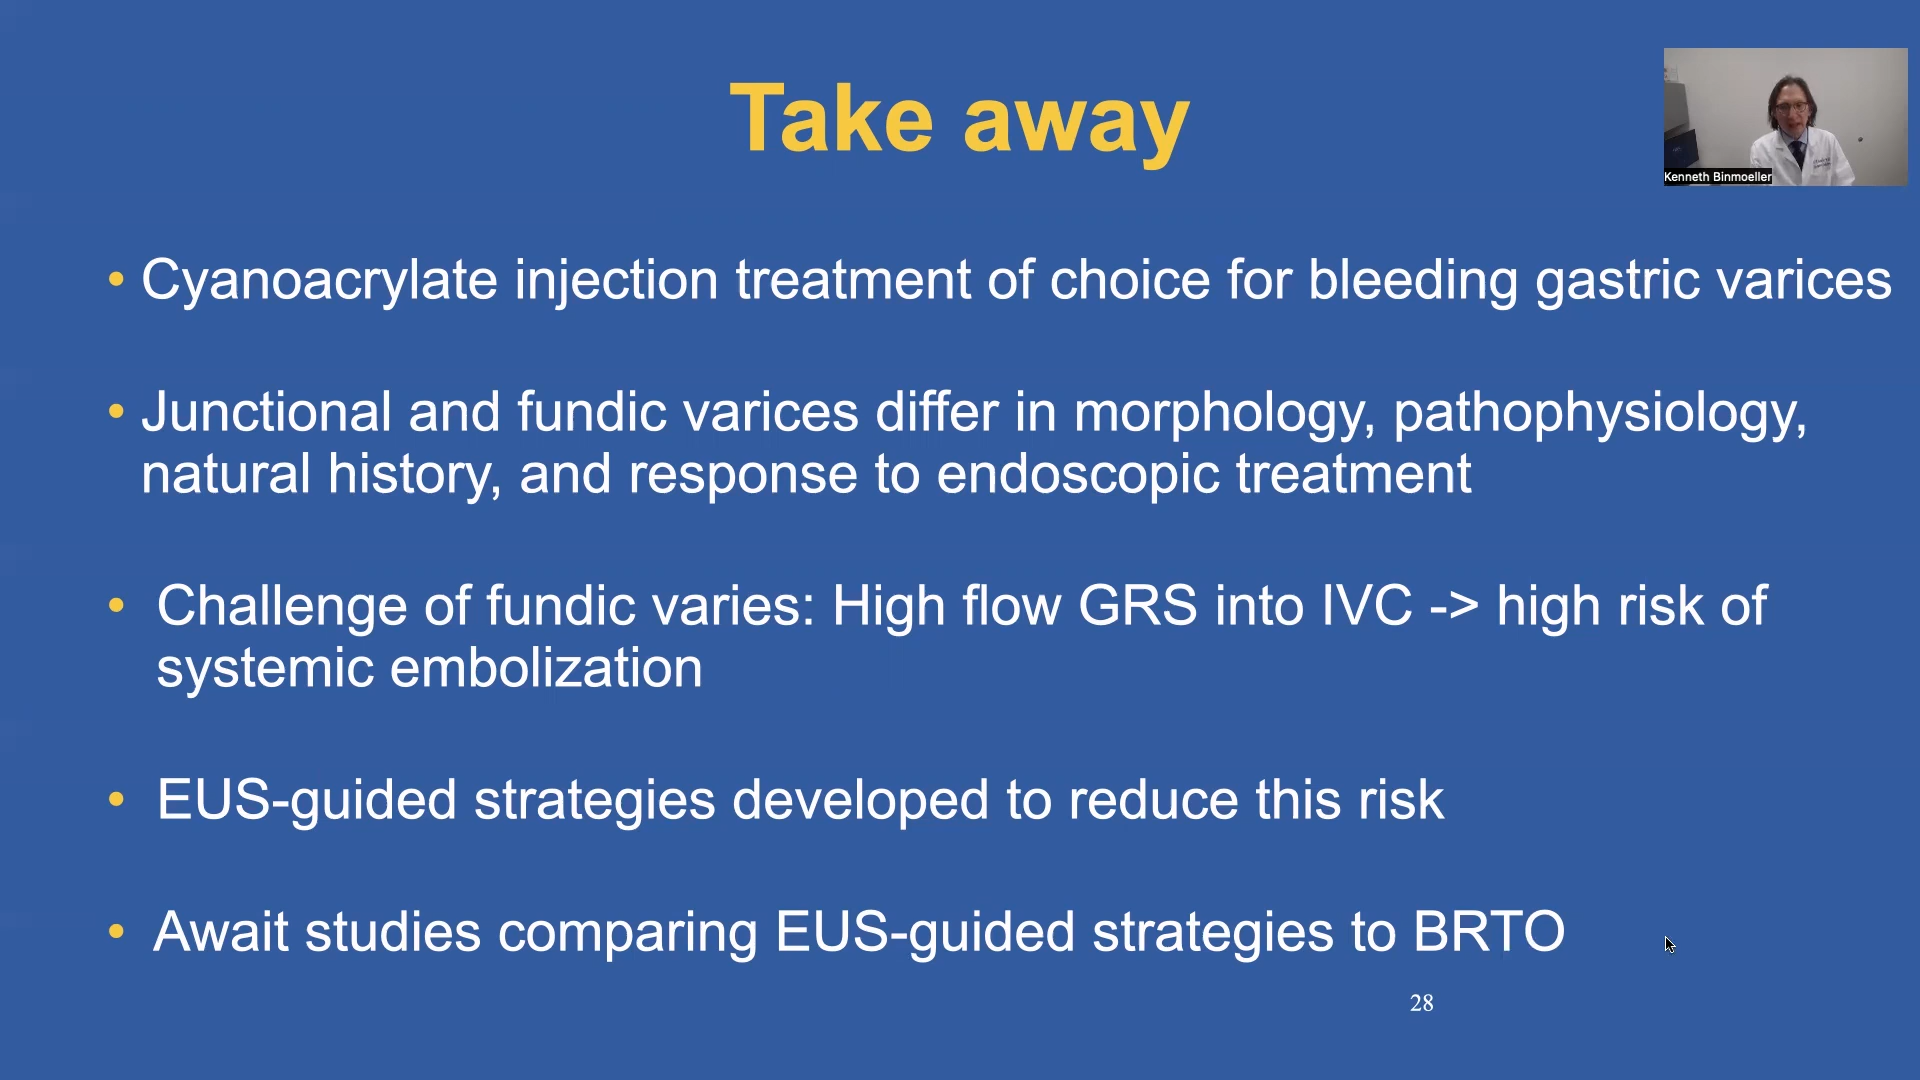 Take away
Kenneth Binmoeller
• Cyanoacrylate injection treatment of choice for bleeding gastric varices
• Junctional and fundic varices differ in morphology, pathophysiology,
natural history, and response to endoscopic treatment
• Challenge of fundic varies: High flow GRS into IVC -> high risk of
systemic embolization
• EUS-guided strategies developed to reduce this risk
• Await studies comparing EUS-guided strategies to BRTO
28